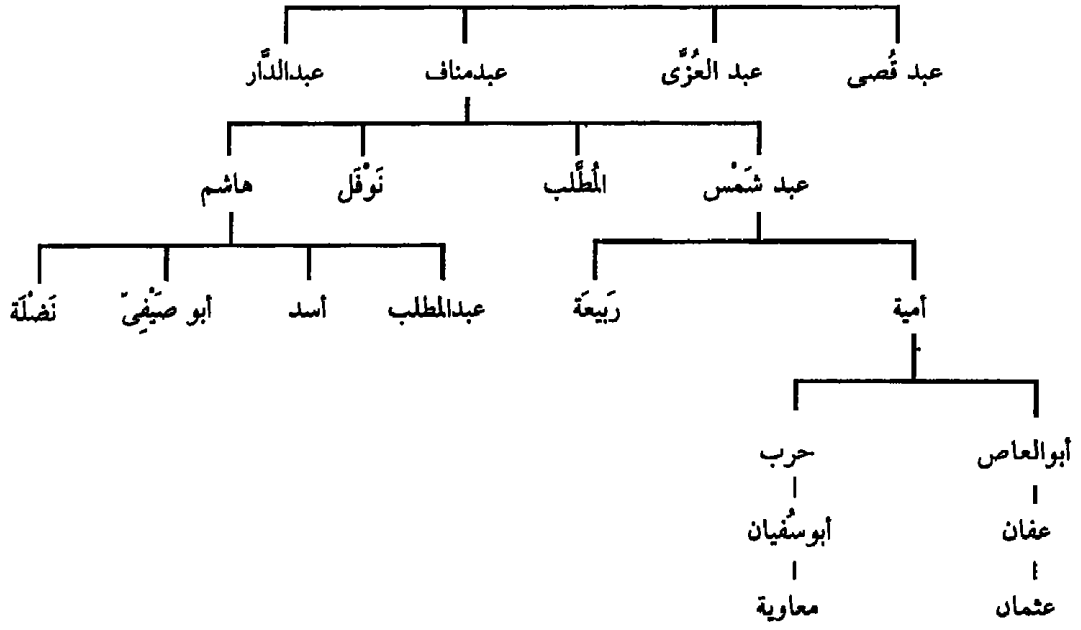 عبد قُصى عبد العُزَّى عبدمناف عبدالدَّار
عبد شَمْس المُطَّلب نَوْفَل هاشم
أمية رَبيعَة عبدالمطلب أسد أبو صَيْفِىّ نَضْلَة
أبوالعاص حرب
عفان أبوسُفيان
عثمان معاوية